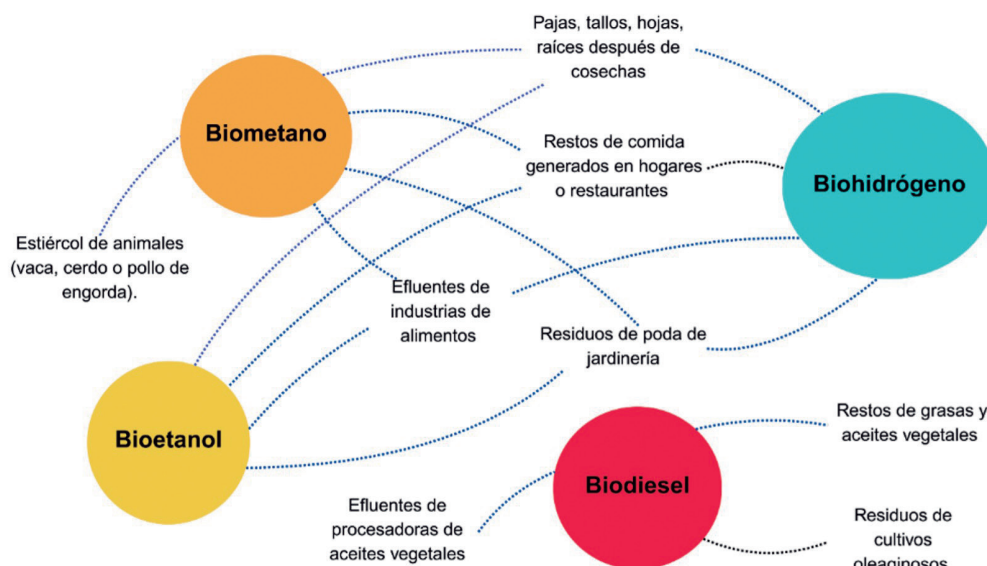 Pajas, tallos, hojas,
raíces después de
cosechas
Biometano
Restos de comida
generados en hogares
o restaurantes
Biohidrógeno
Estiércol de animales
(vaca, cerdo o pollo de
engorda).
Efluentes de
industrias de
alimentos
Residuos de poda de
jardinería
Bioetanol
Restos de grasas y
aceites vegetales
Biodiesel
Efluentes de
procesadoras de
aceites vegetales
Residuos de
cultivos
oleaginosos